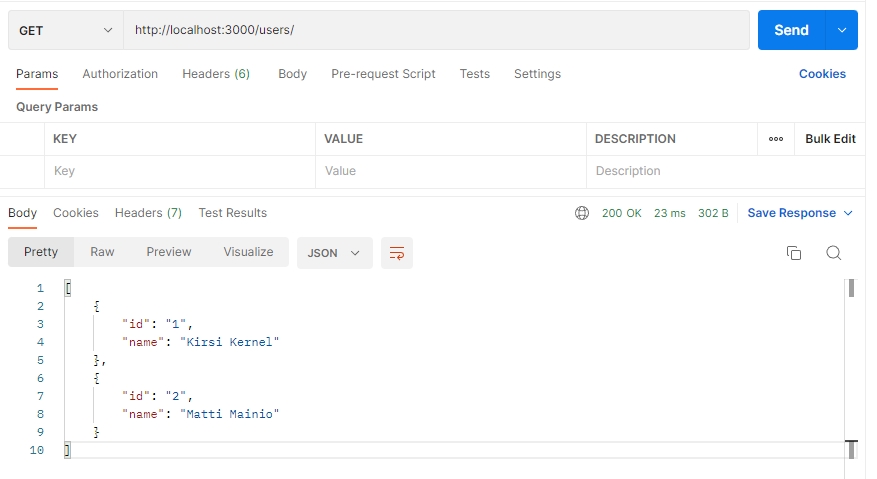 GET http://localhost:3000/users/ Send
Params Authorization Headers (6) Body Pre-request Script Tests Settings Cookies
Query Params
KEY VALUE DESCRIPTION ooo Bulk Edit
Key Value Description
Body Cookies Headers (7) Test Results 200 OK 23 ms 302 B Save Response
Pretty Raw Preview Visualize JSON
1 [
2 {
3 "id": "1",
4 "name": "Kirsi Kernel"
5 },
6 {
7 "id": "2",
8 "name": "Matti Mainio"
9 }
10 ]